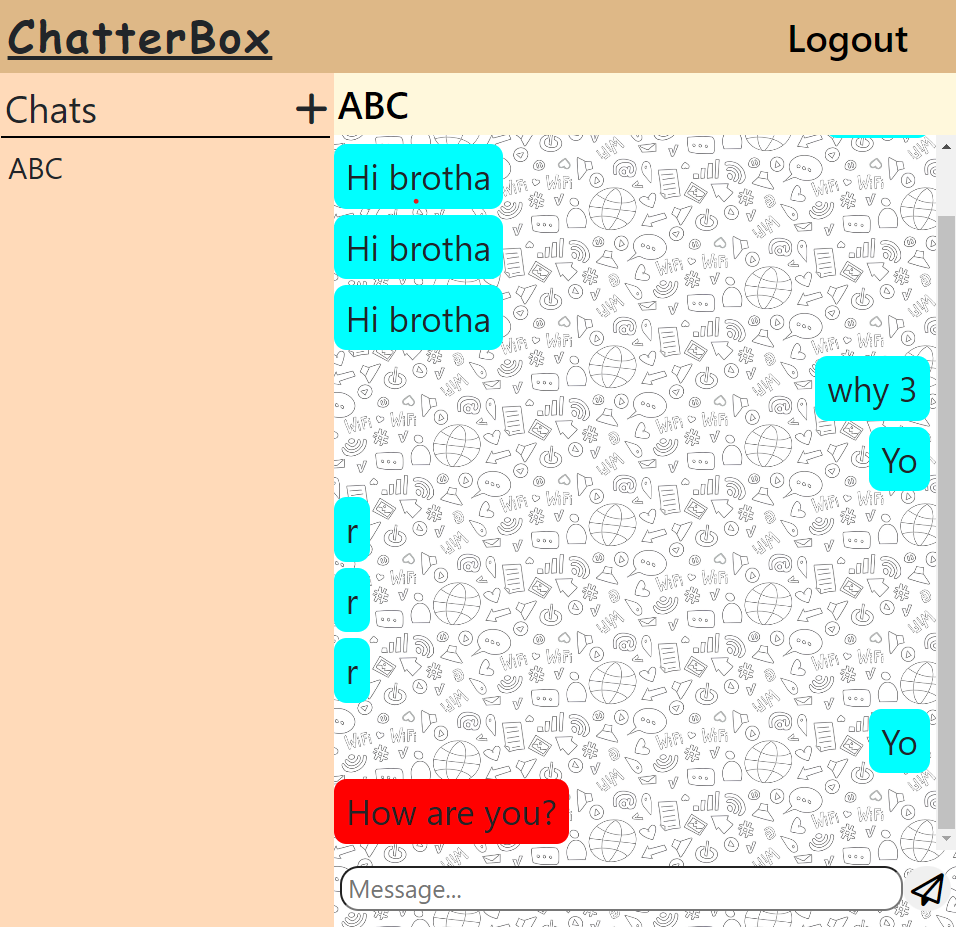 ChatterBox
Logout
Chats
ABC
ABC
Hi brotha
Hi brotha
Hi brotha
why 3
Yo
r
r
r
Yo
How are you?
Message...